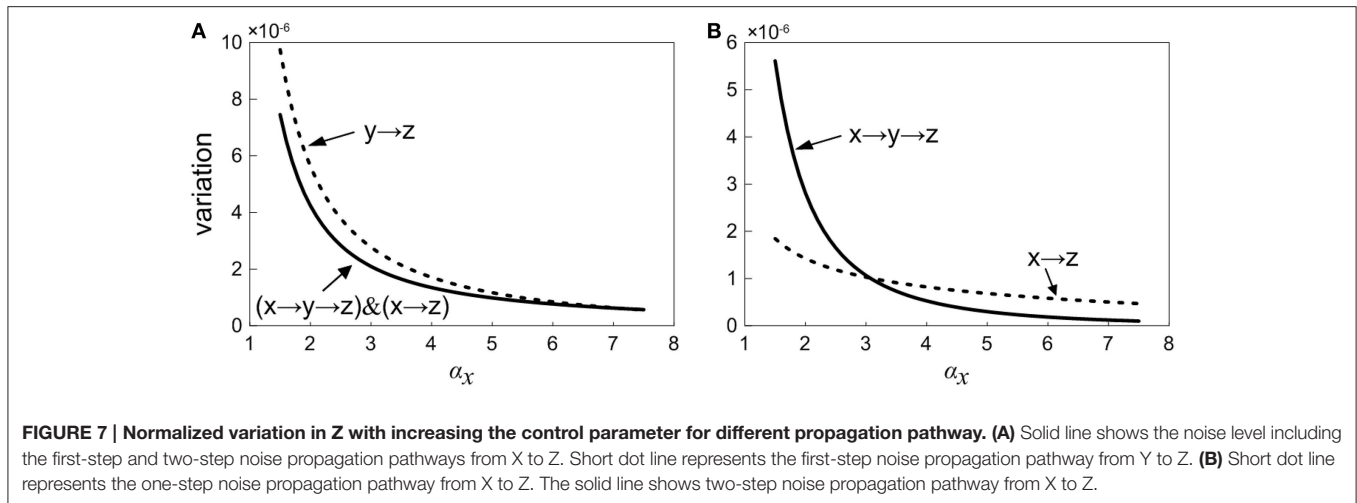 A
×10⁻⁶
10
8
6
4
2
0
variation
y→z
(x→y→z)&(x→z)
1 2 3 4 5 6 7 8
αx
B
×10⁻⁶
6
5
4
3
2
1
0
x→y→z
x→z
1 2 3 4 5 6 7 8
αx
FIGURE 7 | Normalized variation in Z with increasing the control parameter for different propagation pathway. (A) Solid line shows the noise level including
the first-step and two-step noise propagation pathways from X to Z. Short dot line represents the first-step noise propagation pathway from Y to Z. (B) Short dot line
represents the one-step noise propagation pathway from X to Z. The solid line shows two-step noise propagation pathway from X to Z.